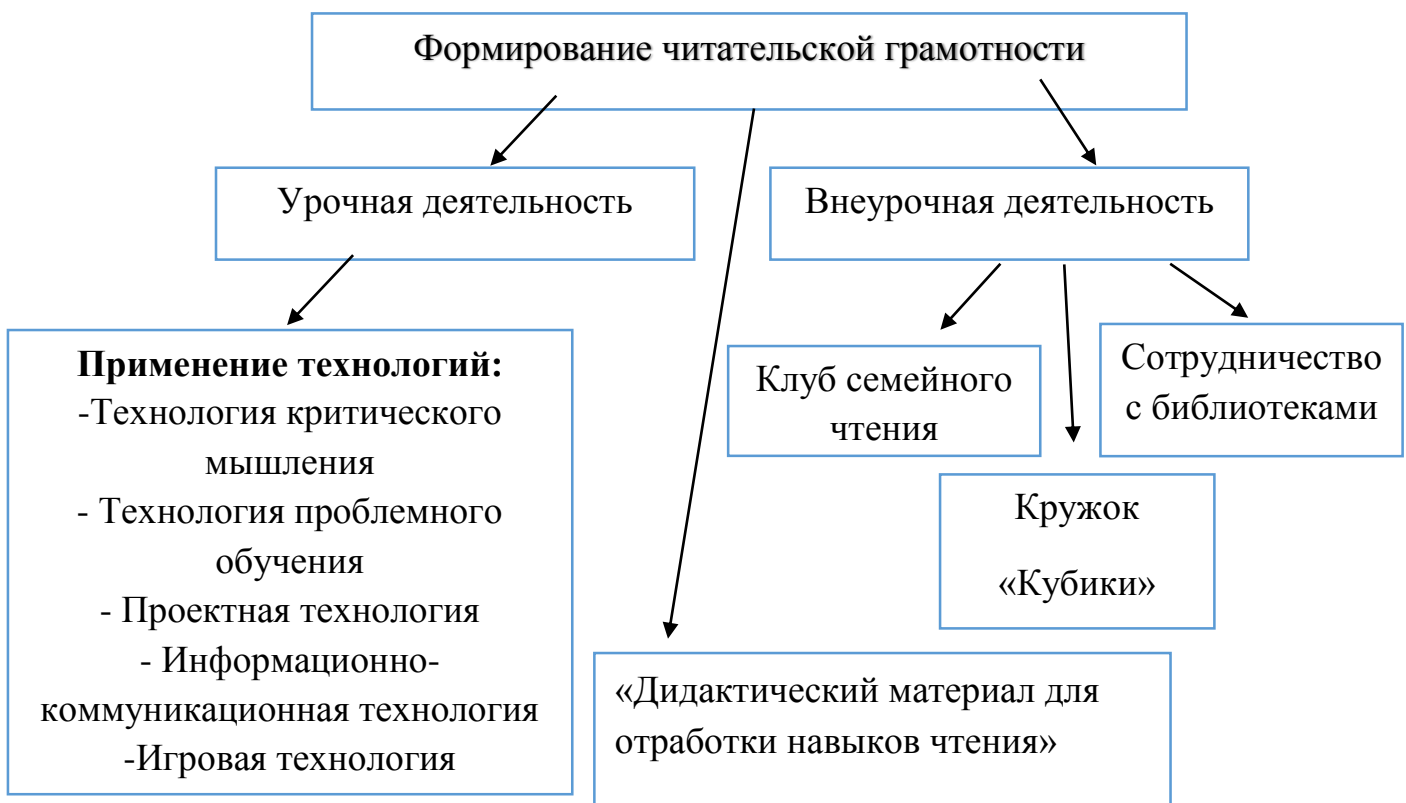 Формирование читательской грамотности
Урочная деятельность
Внеурочная деятельность
Применение технологий:
-Технология критического
мышления
- Технология проблемного
обучения
- Проектная технология
- Информационно-
коммуникационная технология
-Игровая технология
Клуб семейного
чтения
Сотрудничество
с библиотеками
Кружок
«Кубики»
«Дидактический материал для
отработки навыков чтения»